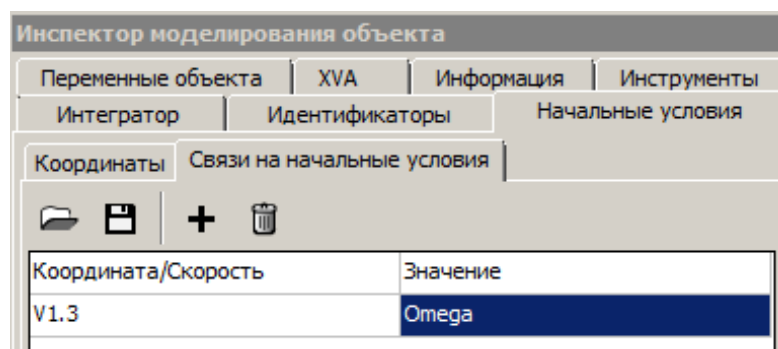 Инспектор моделирования объекта
Переменные объекта XVA Информация Инструменты
Интегратор Идентификаторы Начальные условия
Координаты Связи на начальные условия
Координата/Скорость Значение
V1.3 Omega